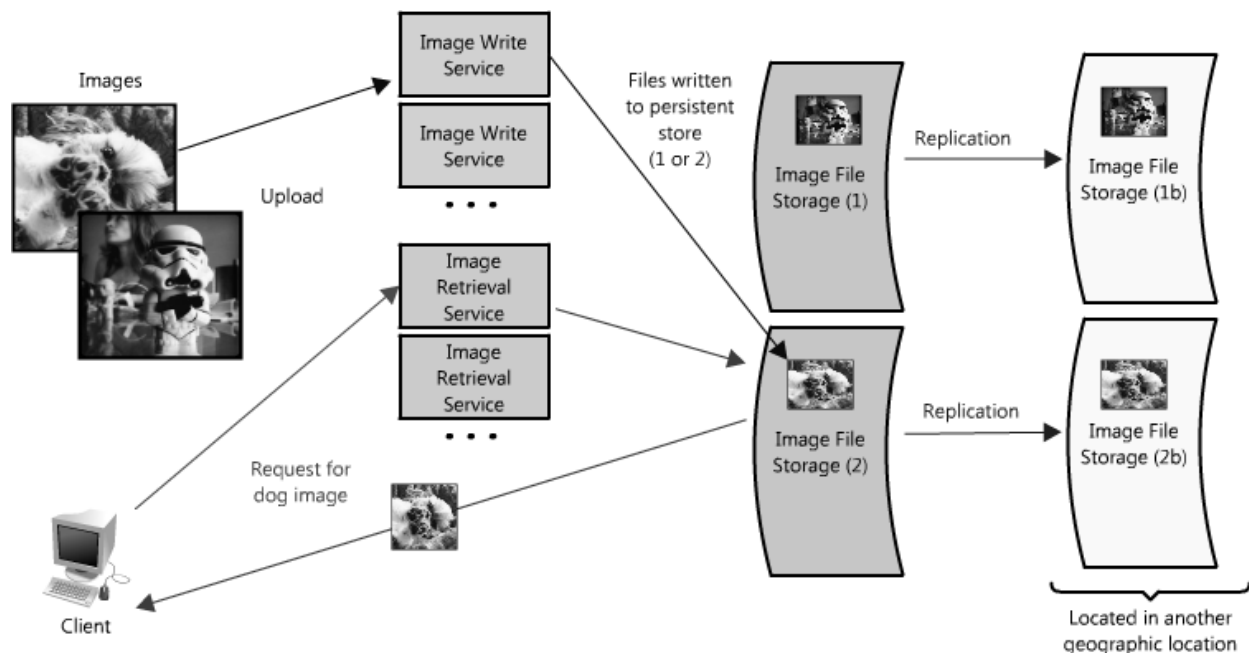 Images
Upload
Image Write
Service
Image Write
Service
. . .
Image
Retrieval
Service
Image
Retrieval
Service
. . .
Request for
dog image
Client
Files written
to persistent
store
(1 or 2)
Image File
Storage (1)
Replication
Image File
Storage (1b)
Image File
Storage (2)
Replication
Image File
Storage (2b)
Located in another
geographic location